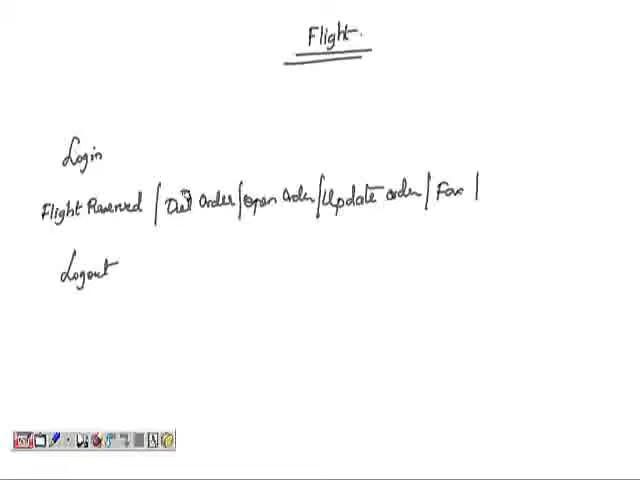 Flight
Login
Flight Reserved / Del Order / Open Order / Update order / Fax /
Logout